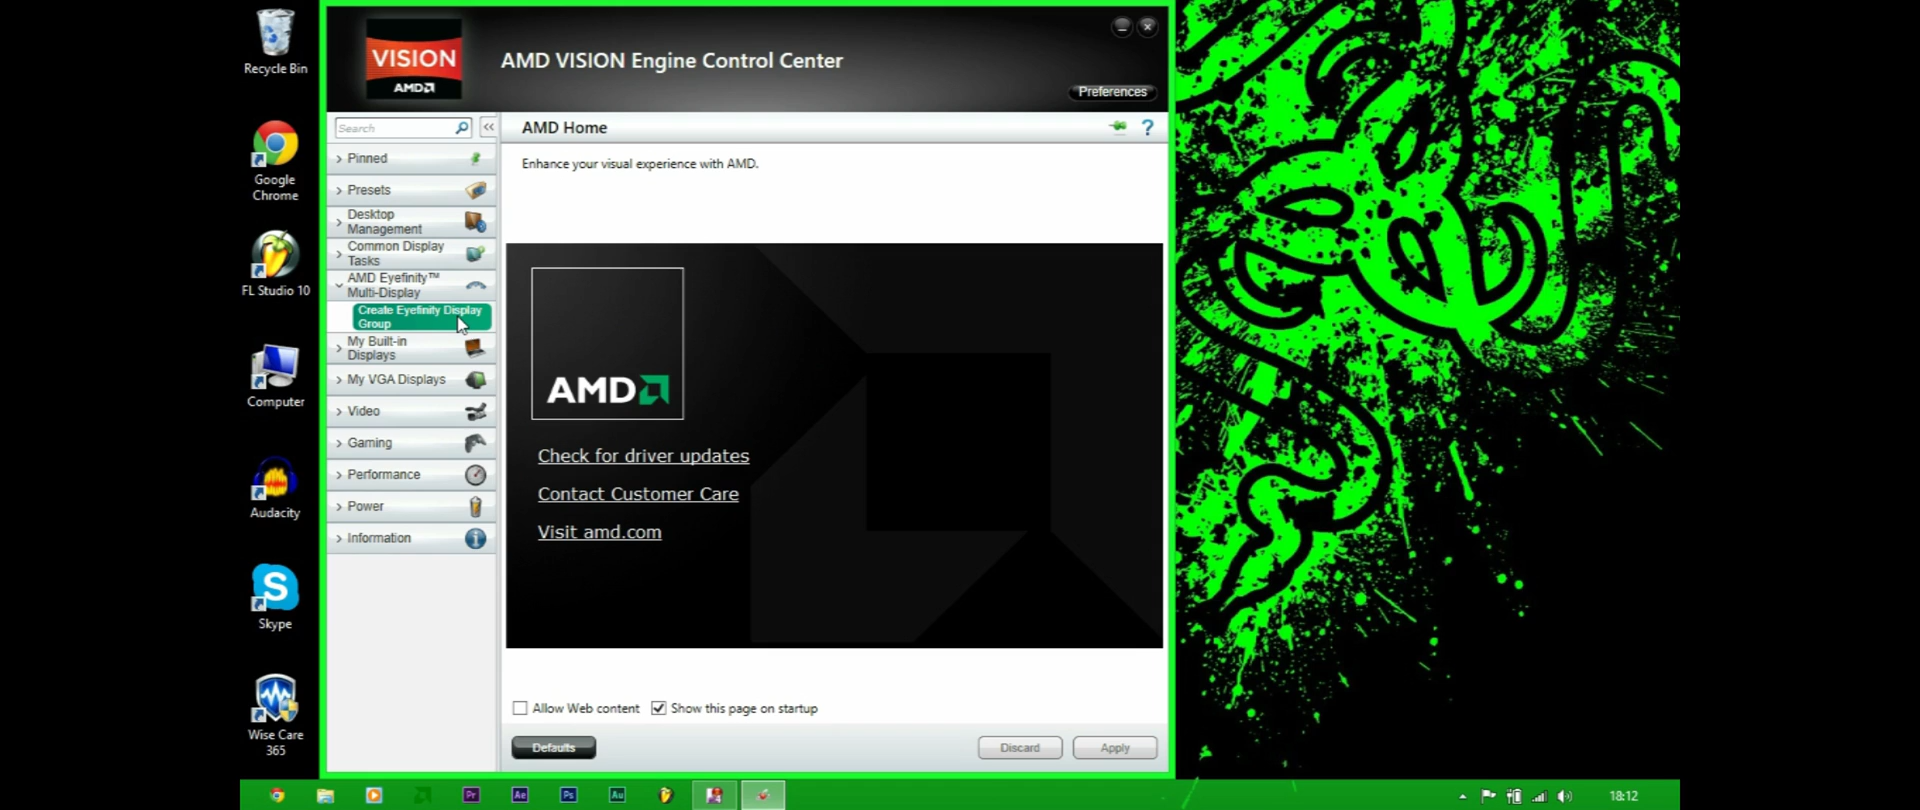 Recycle Bin
Google
Chrome
FL Studio 10
Computer
Audacity
Skype
Wise Care
365
VISION
AMD
AMD VISION Engine Control Center
Preferences
Search
AMD Home
Enhance your visual experience with AMD.
Pinned
Presets
Desktop
Management
Common Display
Tasks
AMD Eyefinity™
Multi-Display
Create Eyefinity Display
Group
My Built-in
Displays
My VGA Displays
Video
Gaming
Performance
Power
Information
AMD
Check for driver updates
Contact Customer Care
Visit amd.com
Allow Web content
Show this page on startup
Defaults
Discard
Apply
Pr
Ae
Ps
Au
18:12